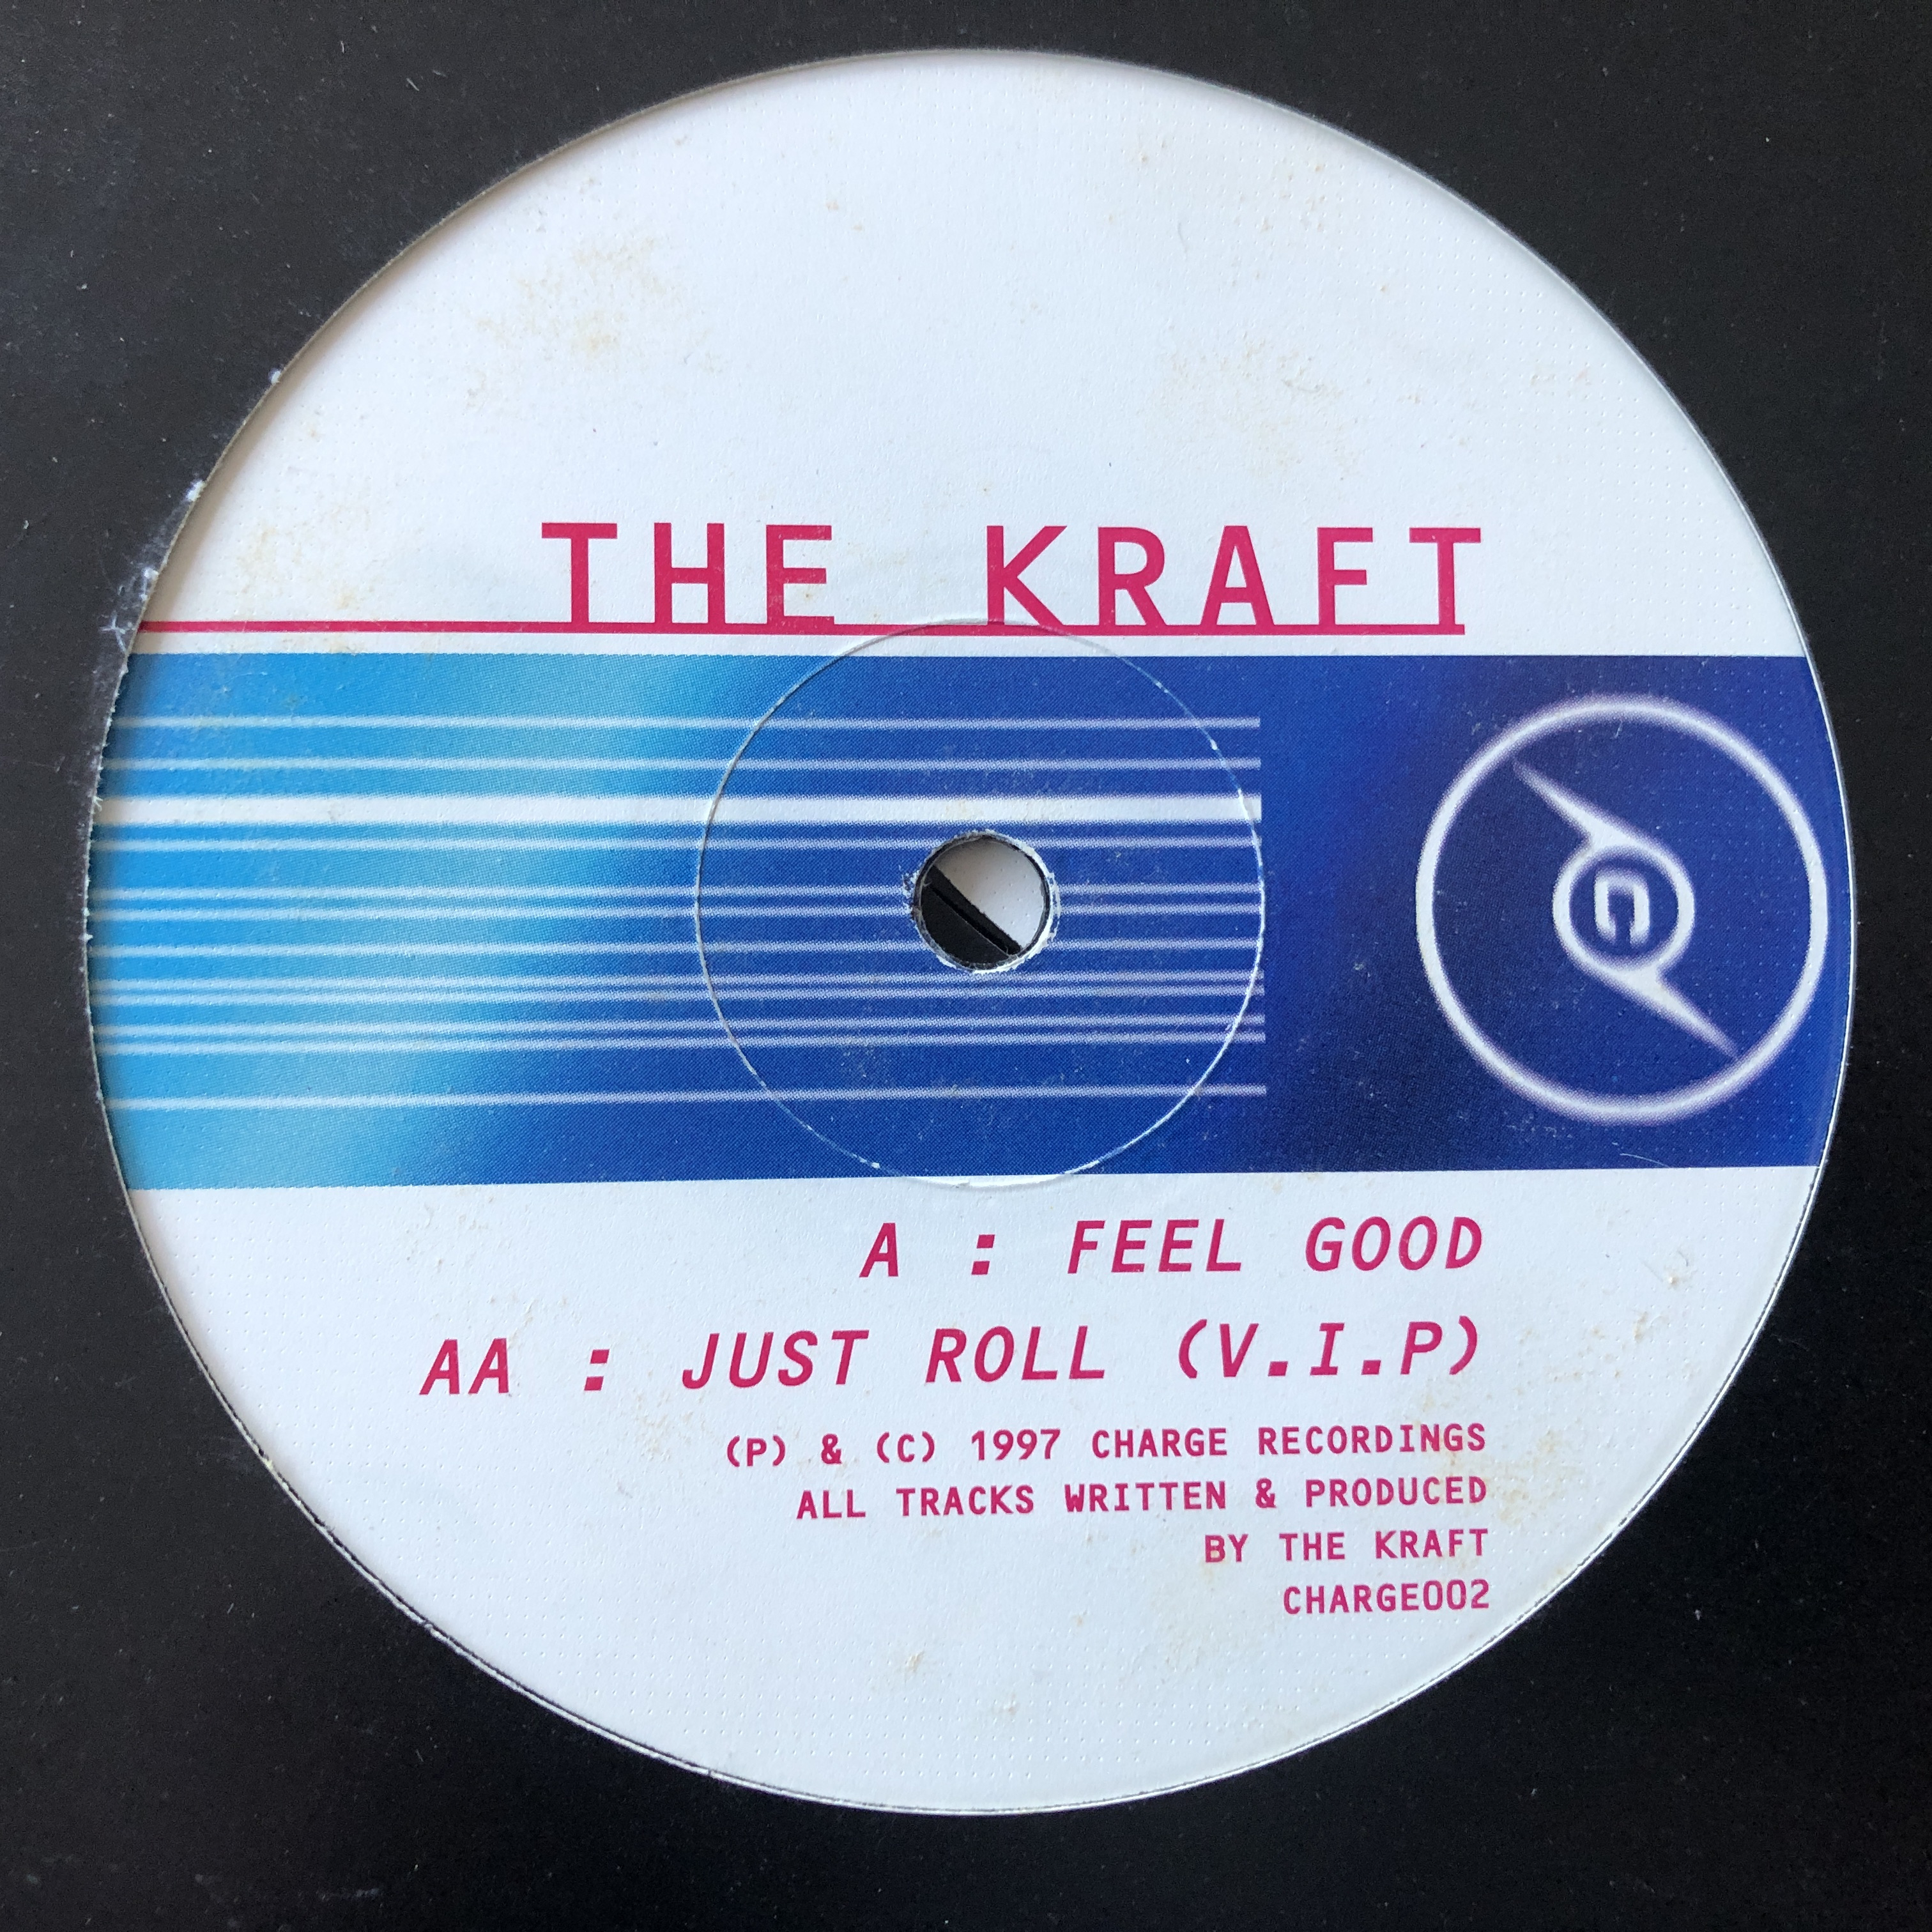 THE KRAFT
C
A : FEEL GOOD
AA : JUST ROLL (V.I.P)
(P) & (C) 1997 CHARGE RECORDINGS
ALL TRACKS WRITTEN & PRODUCED
BY THE KRAFT
CHARGE002